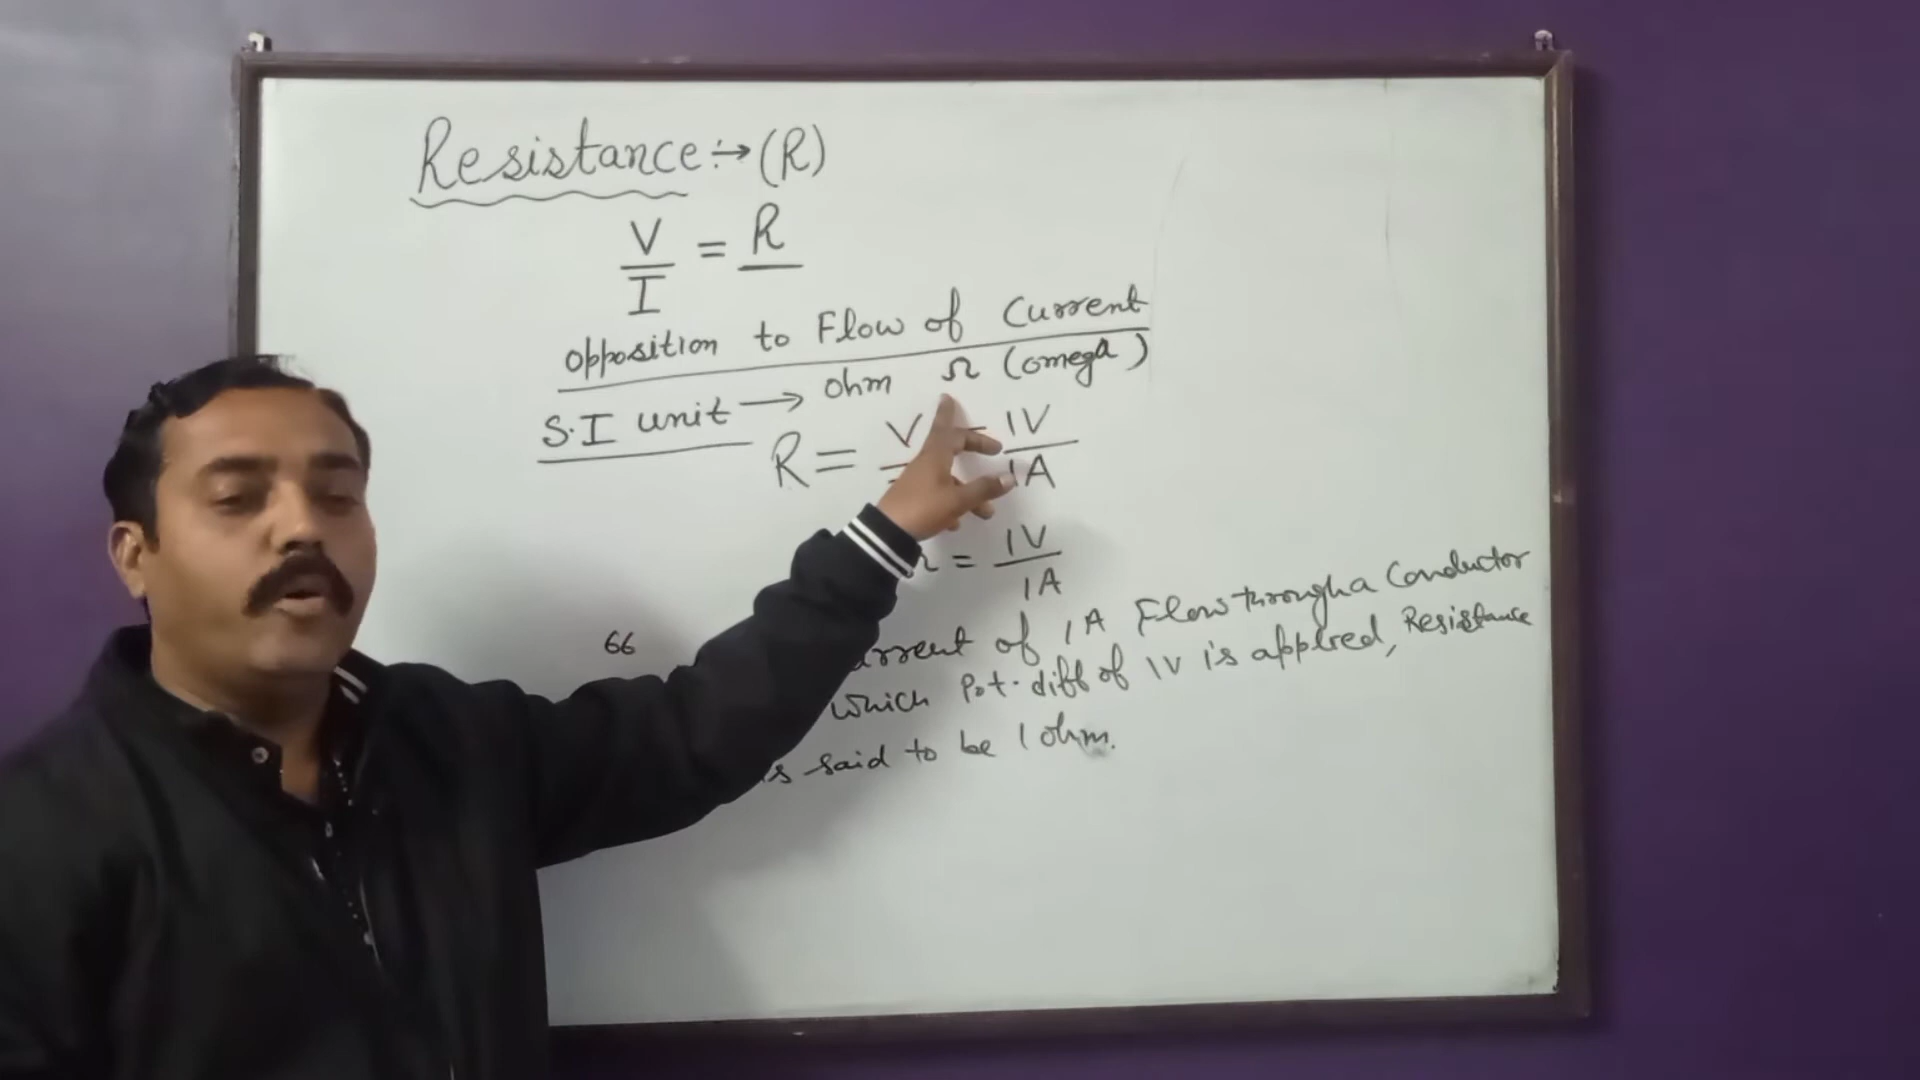 Resistance :→ (R)
V/I = R
opposition to Flow of Current
S.I unit → ohm Ω (omega)
R = V = 1V/1A
= 1V/1A
66
of 1A Flow through a Conductor
which Pot. diff of 1V is applied, Resistance
is said to be 1 ohm.